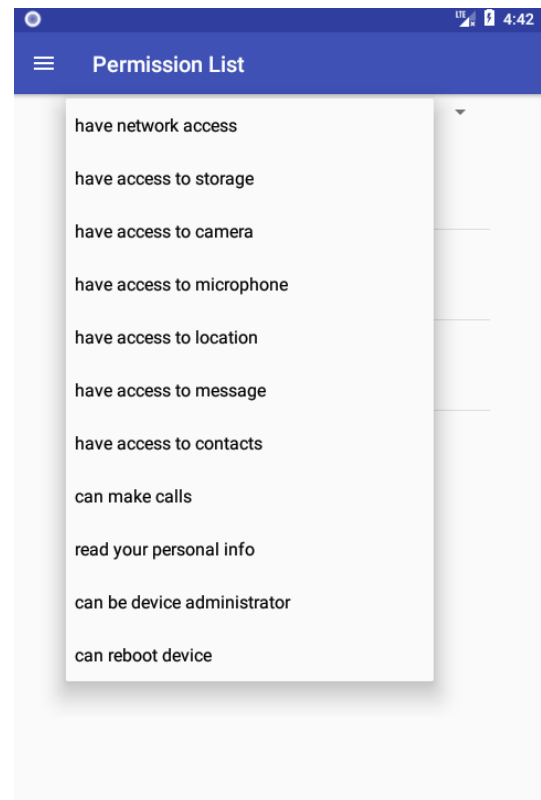 LTE 4:42
Permission List
have network access
have access to storage
have access to camera
have access to microphone
have access to location
have access to message
have access to contacts
can make calls
read your personal info
can be device administrator
can reboot device